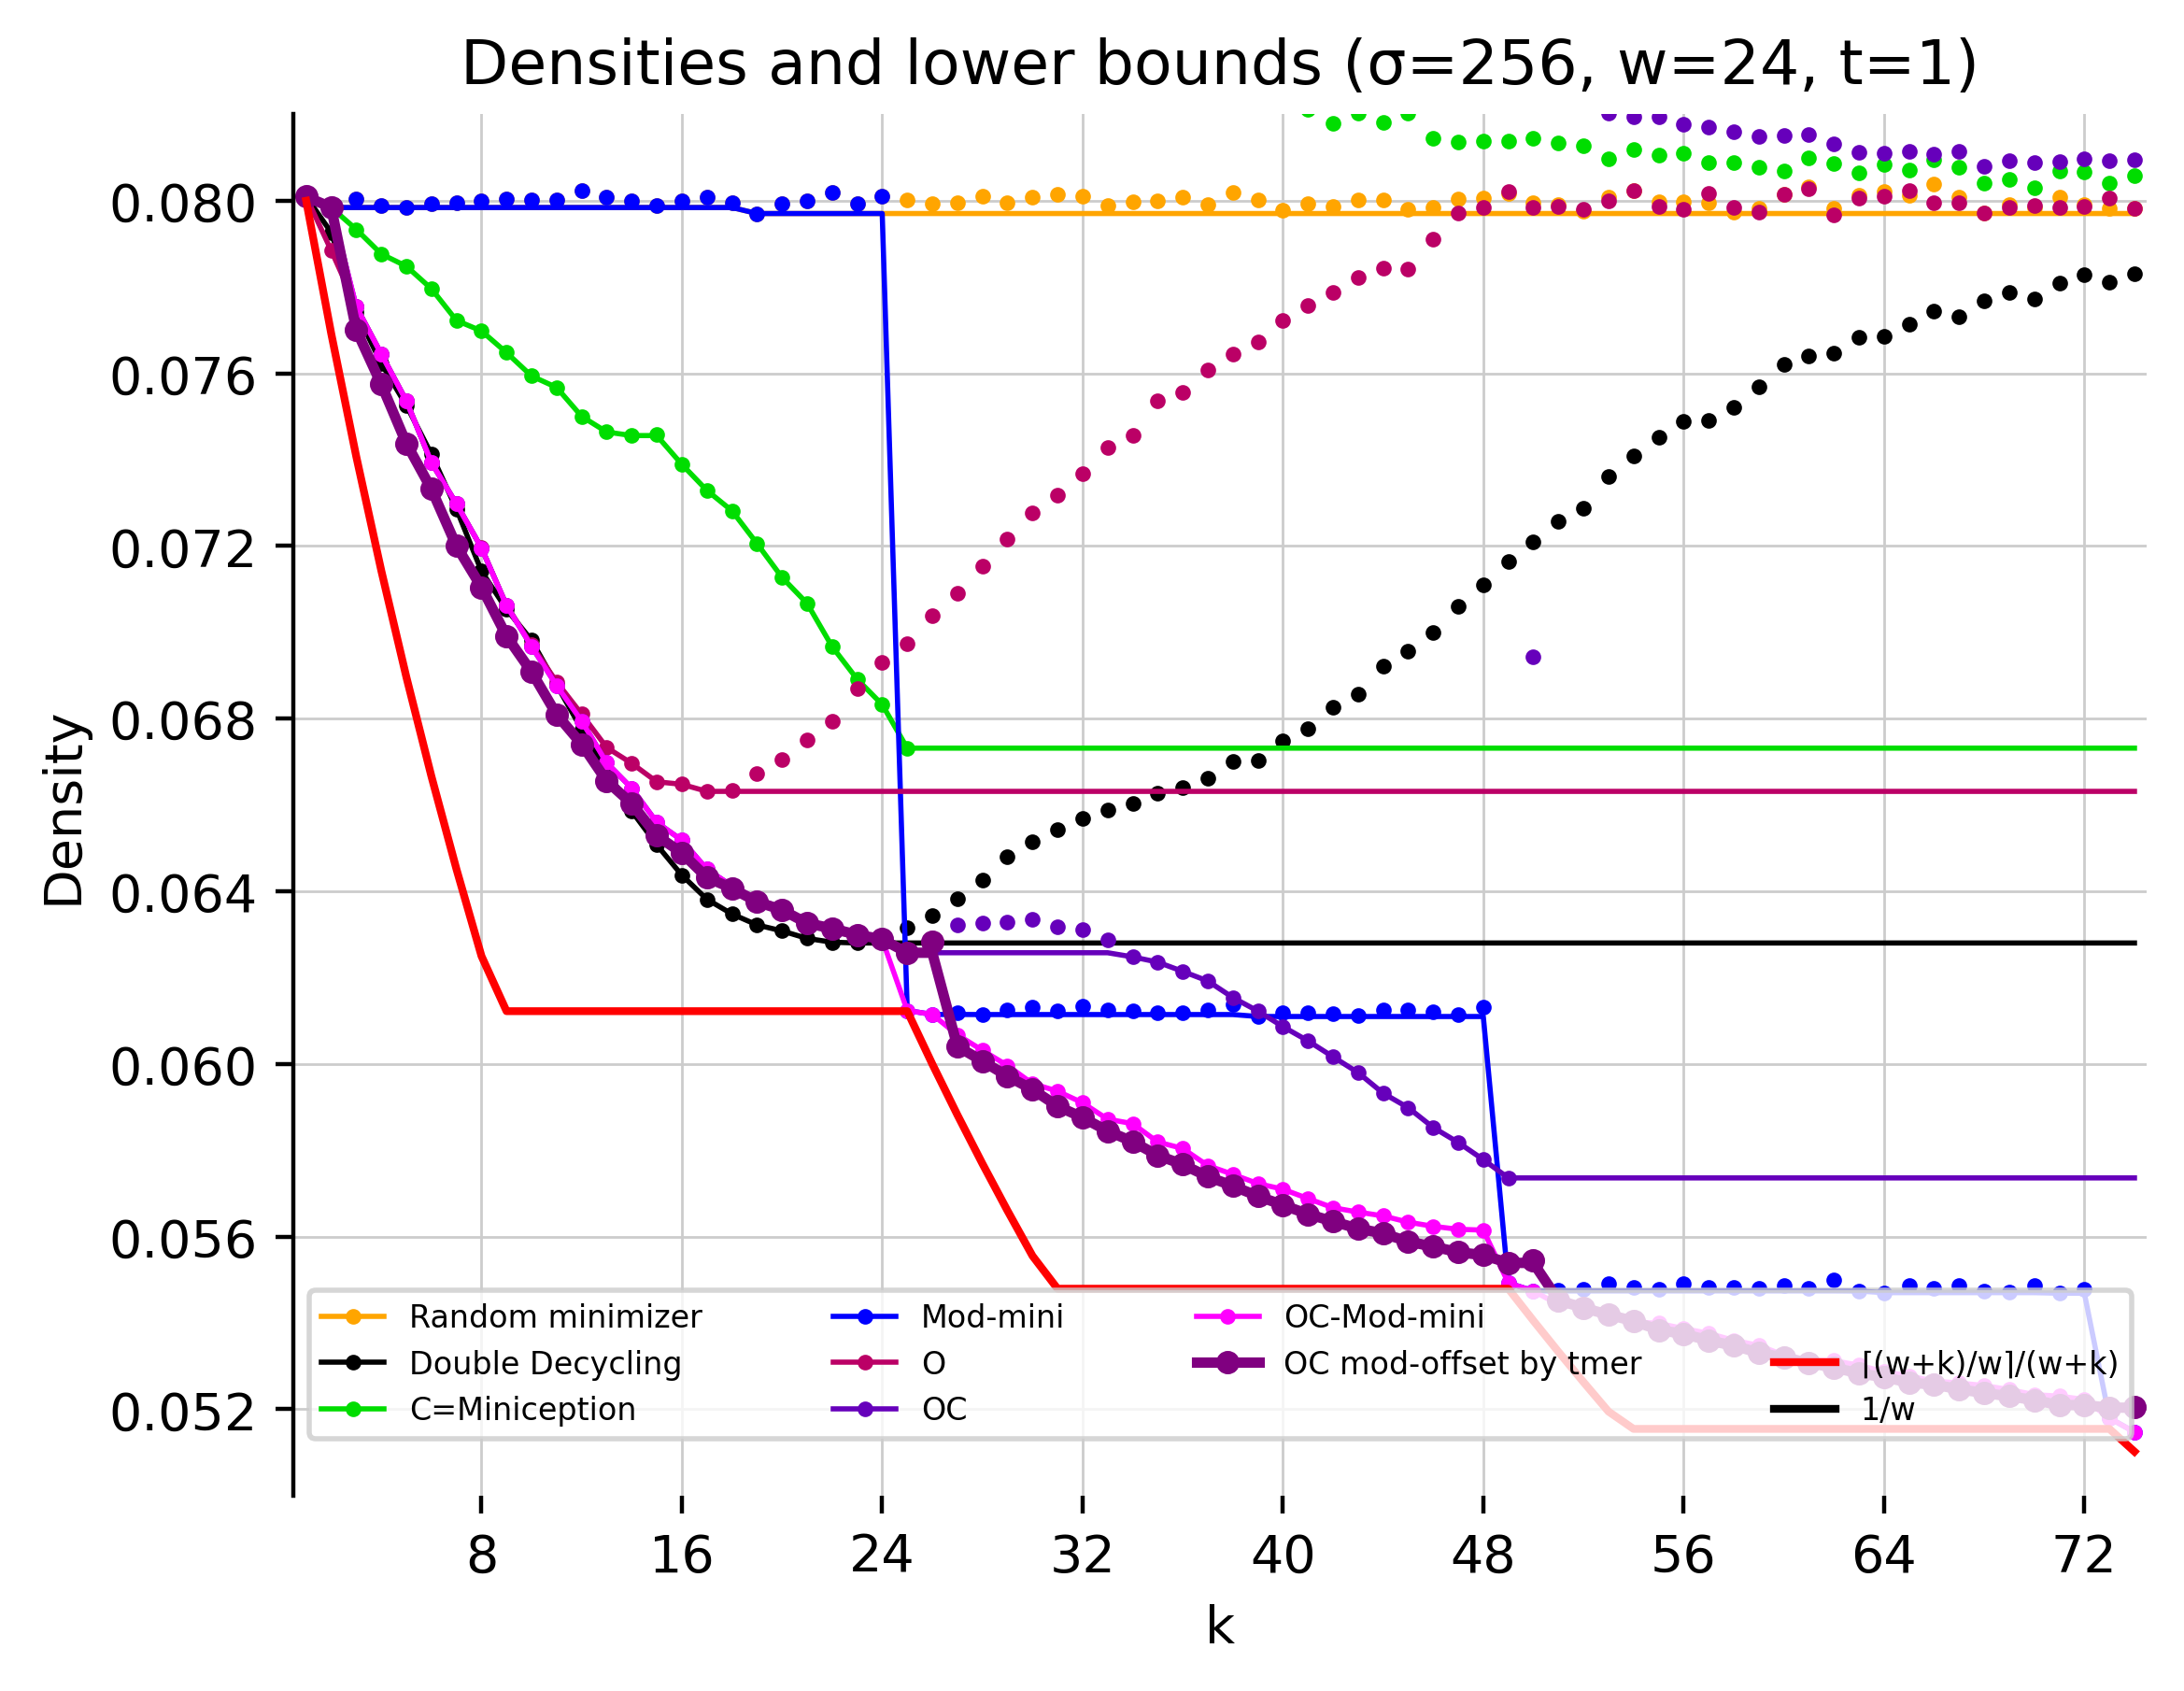 Densities and lower bounds (σ=256, w=24, t=1)
0.080
0.076
0.072
0.068
0.064
0.060
0.056
0.052
Density
Random minimizer
Double Decycling
C=Miniception
Mod-mini
O
OC
OC-Mod-mini
OC mod-offset by tmer
⌈(w+k)/w⌉/(w+k)
1/w
8 16 24 32 40 48 56 64 72
k